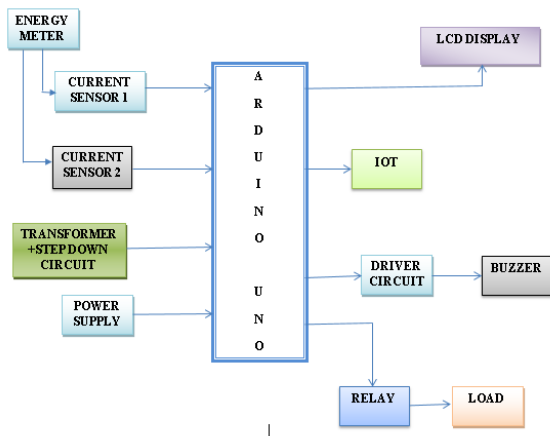 ENERGY
METER
CURRENT
SENSOR 1
CURRENT
SENSOR 2
TRANSFORMER
+STEP DOWN
CIRCUIT
POWER
SUPPLY
A
R
D
U
I
N
O
U
N
O
LCD DISPLAY
IOT
DRIVER
CIRCUIT
BUZZER
RELAY
LOAD